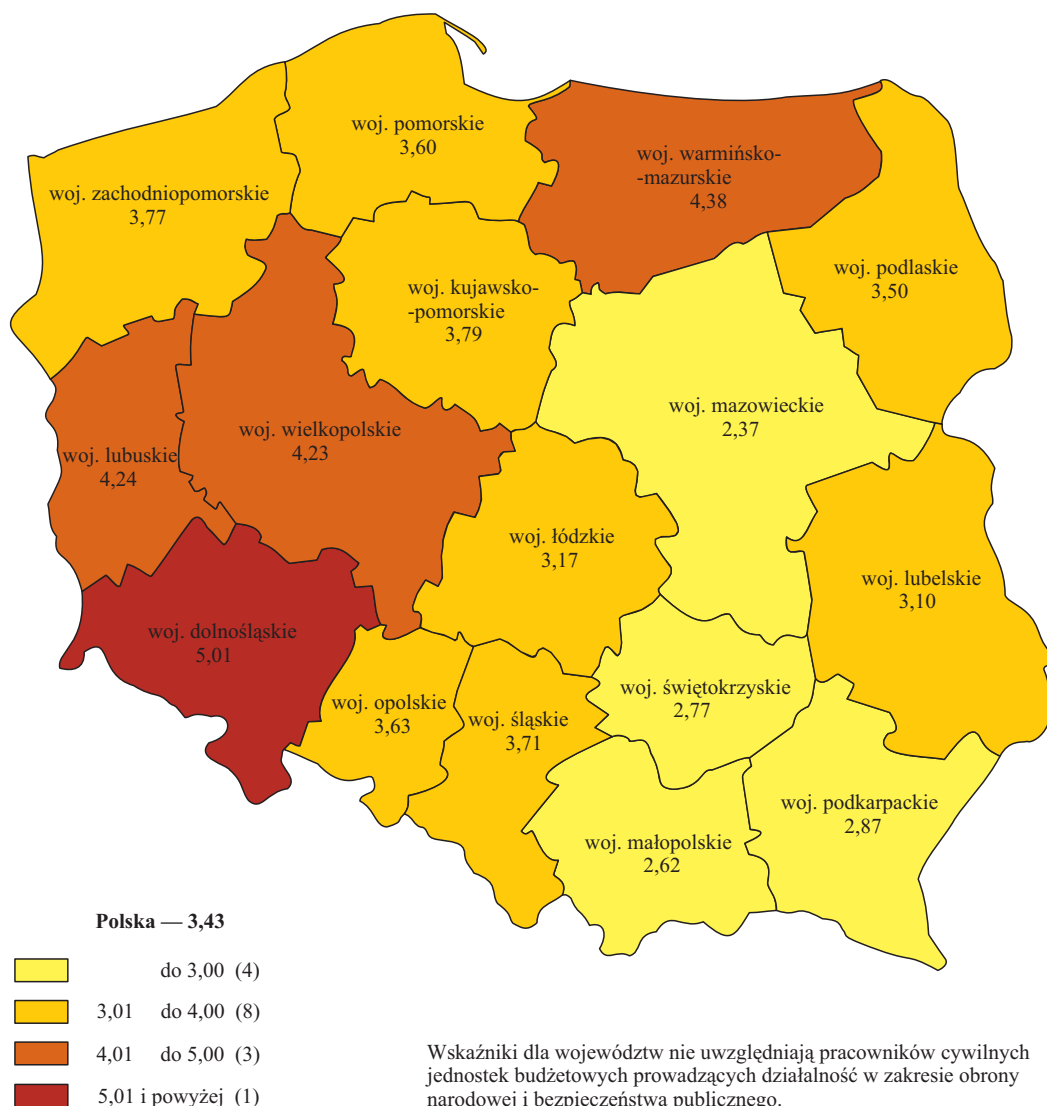 woj. pomorskie
3,60
woj. warmińsko-
-mazurskie
4,38
woj. zachodniopomorskie
3,77
woj. podlaskie
3,50
woj. kujawsko-
-pomorskie
3,79
woj. mazowieckie
2,37
woj. wielkopolskie
4,23
woj. lubuskie
4,24
woj. łódzkie
3,17
woj. lubelskie
3,10
woj. dolnośląskie
5,01
woj. świętokrzyskie
2,77
woj. opolskie
3,63
woj. śląskie
3,71
woj. podkarpackie
2,87
woj. małopolskie
2,62
Polska — 3,43
do 3,00 (4)
3,01 do 4,00 (8)
4,01 do 5,00 (3)
5,01 i powyżej (1)
Wskaźniki dla województw nie uwzględniają pracowników cywilnych
jednostek budżetowych prowadzących działalność w zakresie obrony
narodowej i bezpieczeństwa publicznego.